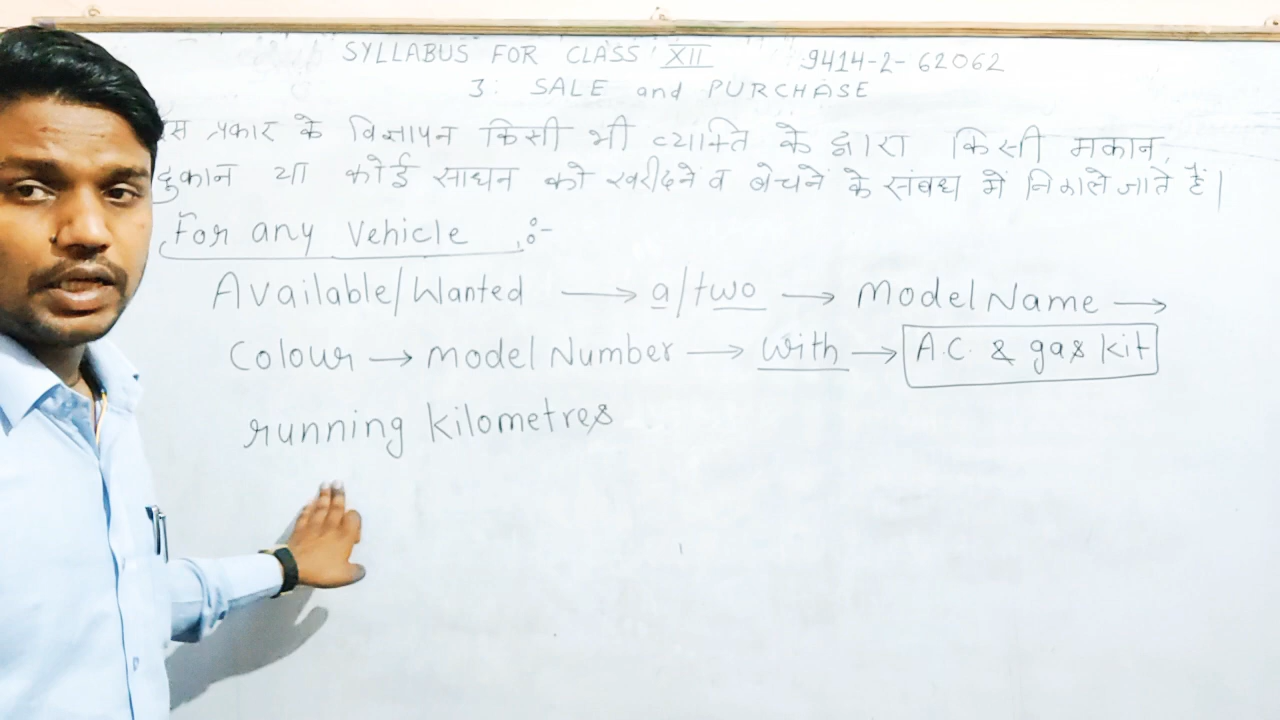 SYLLABUS FOR CLASS XII 9414-2-62062
3: SALE and PURCHASE
प्रकार के विज्ञापन किसी भी व्यक्ति के द्वारा किसी मकान,
दुकान या कोई साधन को खरीदने व बेचने के संबध में निकाले जाते हैं।
For any Vehicle :-
Available/Wanted → a/two → Model Name →
Colour → Model Number → With → A.C. & gas kit
running kilometres